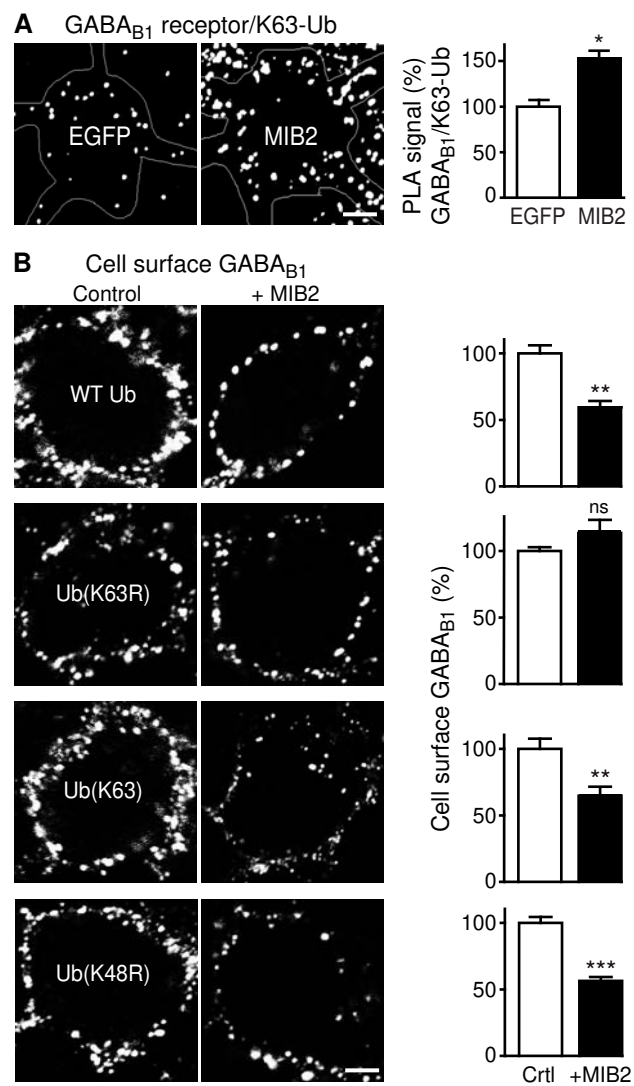 A GABAB1 receptor/K63-Ub
EGFP
MIB2
PLA signal (%)
GABAB1/K63-Ub
150
100
50
0
*
EGFP MIB2
B Cell surface GABAB1
Control + MIB2
WT Ub
100
50
0
**
Ub(K63R)
100
50
0
ns
Ub(K63)
100
50
0
**
Ub(K48R)
100
50
0
***
Cell surface GABAB1 (%)
Crtl +MIB2